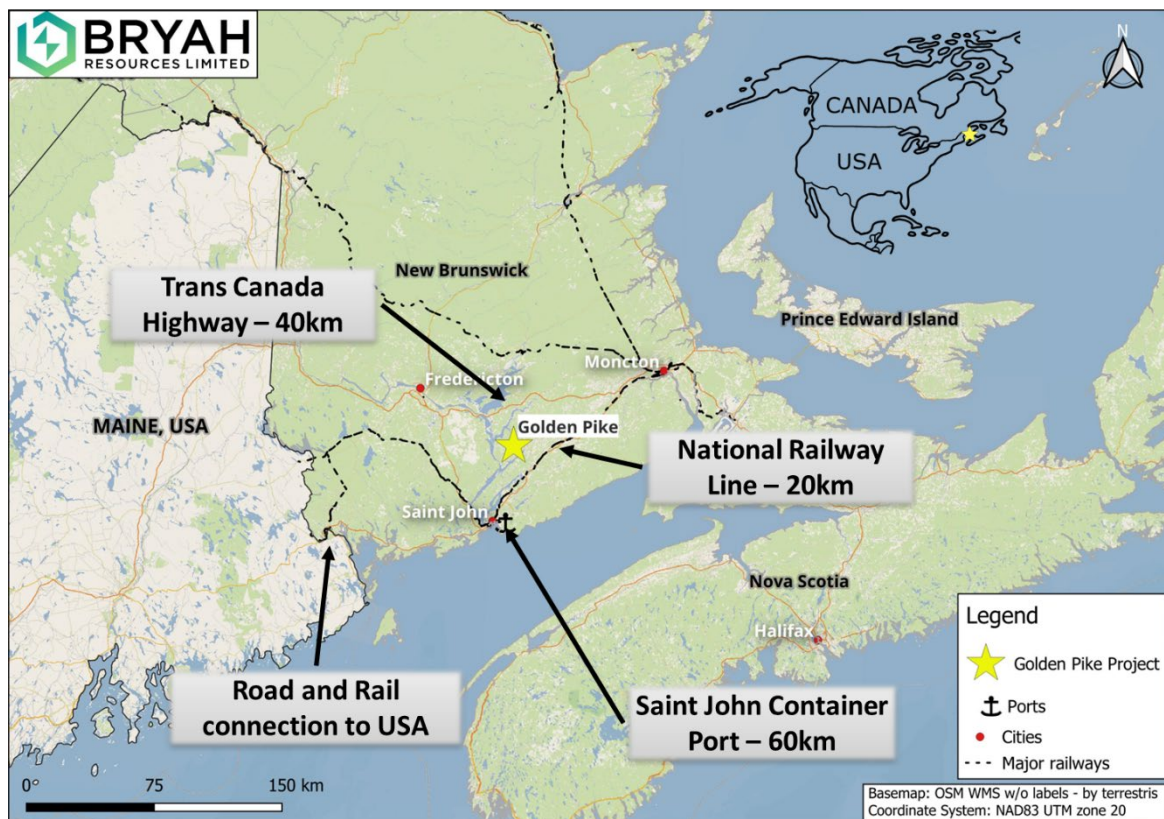 BRYAH
RESOURCES LIMITED
N
CANADA
USA
New Brunswick
Trans Canada
Highway – 40km
Prince Edward Island
Moncton
Fredericton
MAINE, USA
Golden Pike
National Railway
Line – 20km
Saint John
Nova Scotia
Halifax
Road and Rail
connection to USA
Saint John Container
Port – 60km
Legend
Golden Pike Project
Ports
Cities
Major railways
0 75 150 km
Basemap: OSM WMS w/o labels - by terrestris
Coordinate System: NAD83 UTM zone 20